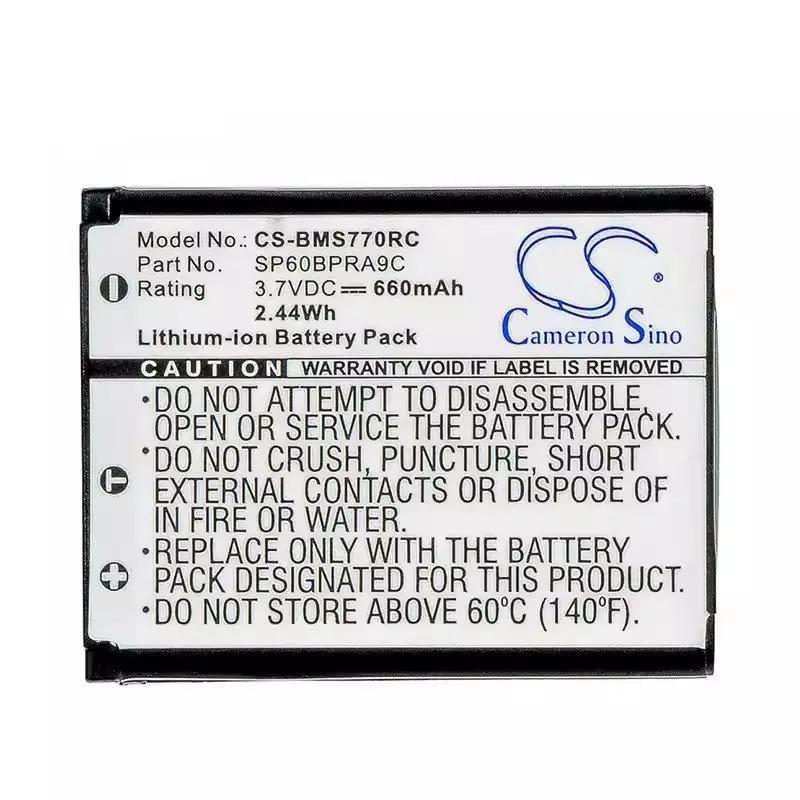 Model No.: CS-BMS770RC
Part No. : SP60BPRA9C
Rating : 3.7VDC⎓660mAh
2.44Wh
Lithium-ion Battery Pack
CS®
Cameron Sino
CAUTION WARRANTY VOID IF LABEL IS REMOVED
•DO NOT ATTEMPT TO DISASSEMBLE,
OPEN OR SERVICE THE BATTERY PACK.
•DO NOT CRUSH, PUNCTURE, SHORT
EXTERNAL CONTACTS OR DISPOSE OF
IN FIRE OR WATER.
•REPLACE ONLY WITH THE BATTERY
PACK DESIGNATED FOR THIS PRODUCT.
•DO NOT STORE OVER 60°C (140°F).